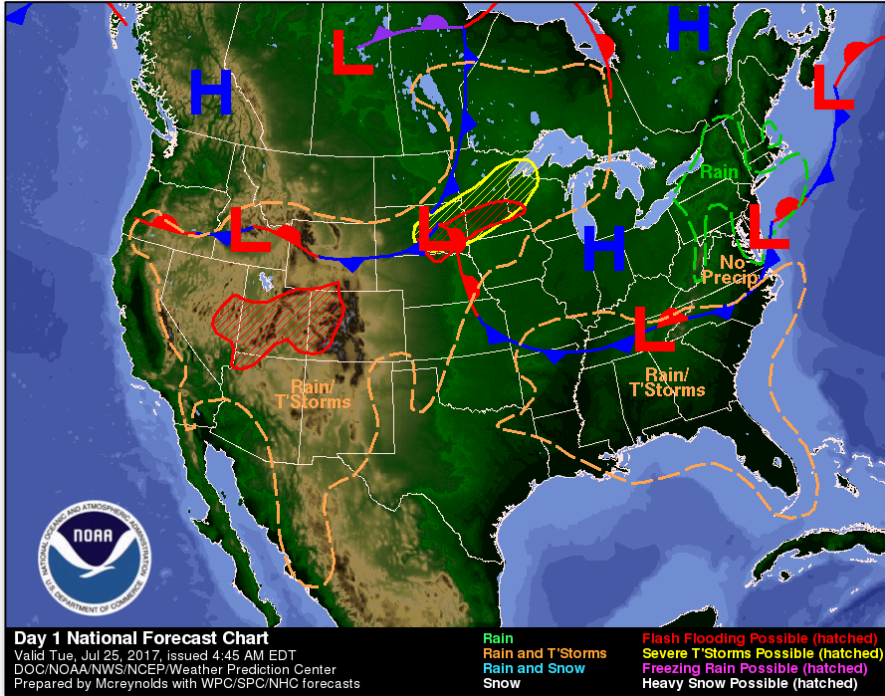 L
H
H
L
Rain
L
L
L
H
No
Precip
L
Rain/
T'Storms
Rain/
T'Storms
NATIONAL OCEANIC AND ATMOSPHERIC ADMINISTRATION
NOAA
U.S. DEPARTMENT OF COMMERCE
Day 1 National Forecast Chart
Valid Tue, Jul 25, 2017, issued 4:45 AM EDT
DOC/NOAA/NWS/NCEP/Weather Prediction Center
Prepared by Mcreynolds with WPC/SPC/NHC forecasts
Rain
Rain and T'Storms
Rain and Snow
Snow
Flash Flooding Possible (hatched)
Severe T'Storms Possible (hatched)
Freezing Rain Possible (hatched)
Heavy Snow Possible (hatched)